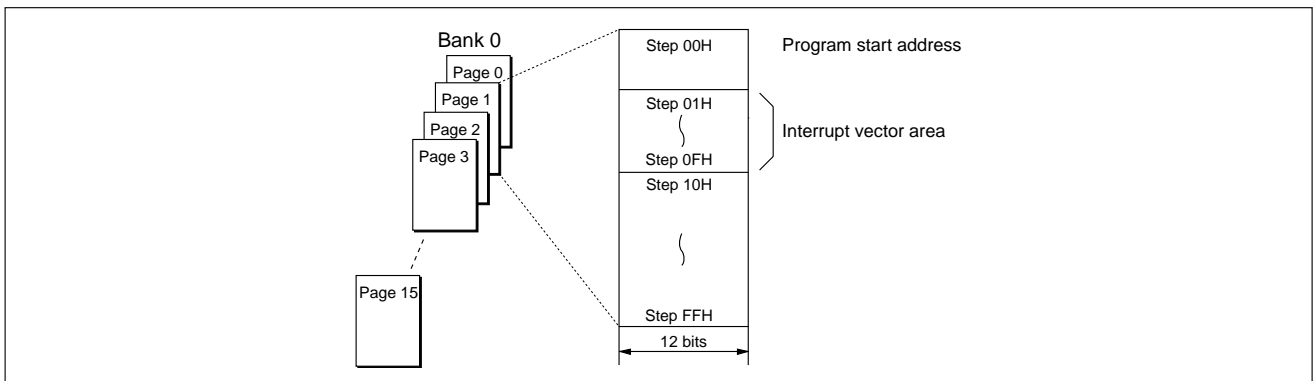 Bank 0
Page 0
Page 1
Page 2
Page 3
Page 15
Step 00H
Program start address
Step 01H
Interrupt vector area
Step 0FH
Step 10H
Step FFH
12 bits